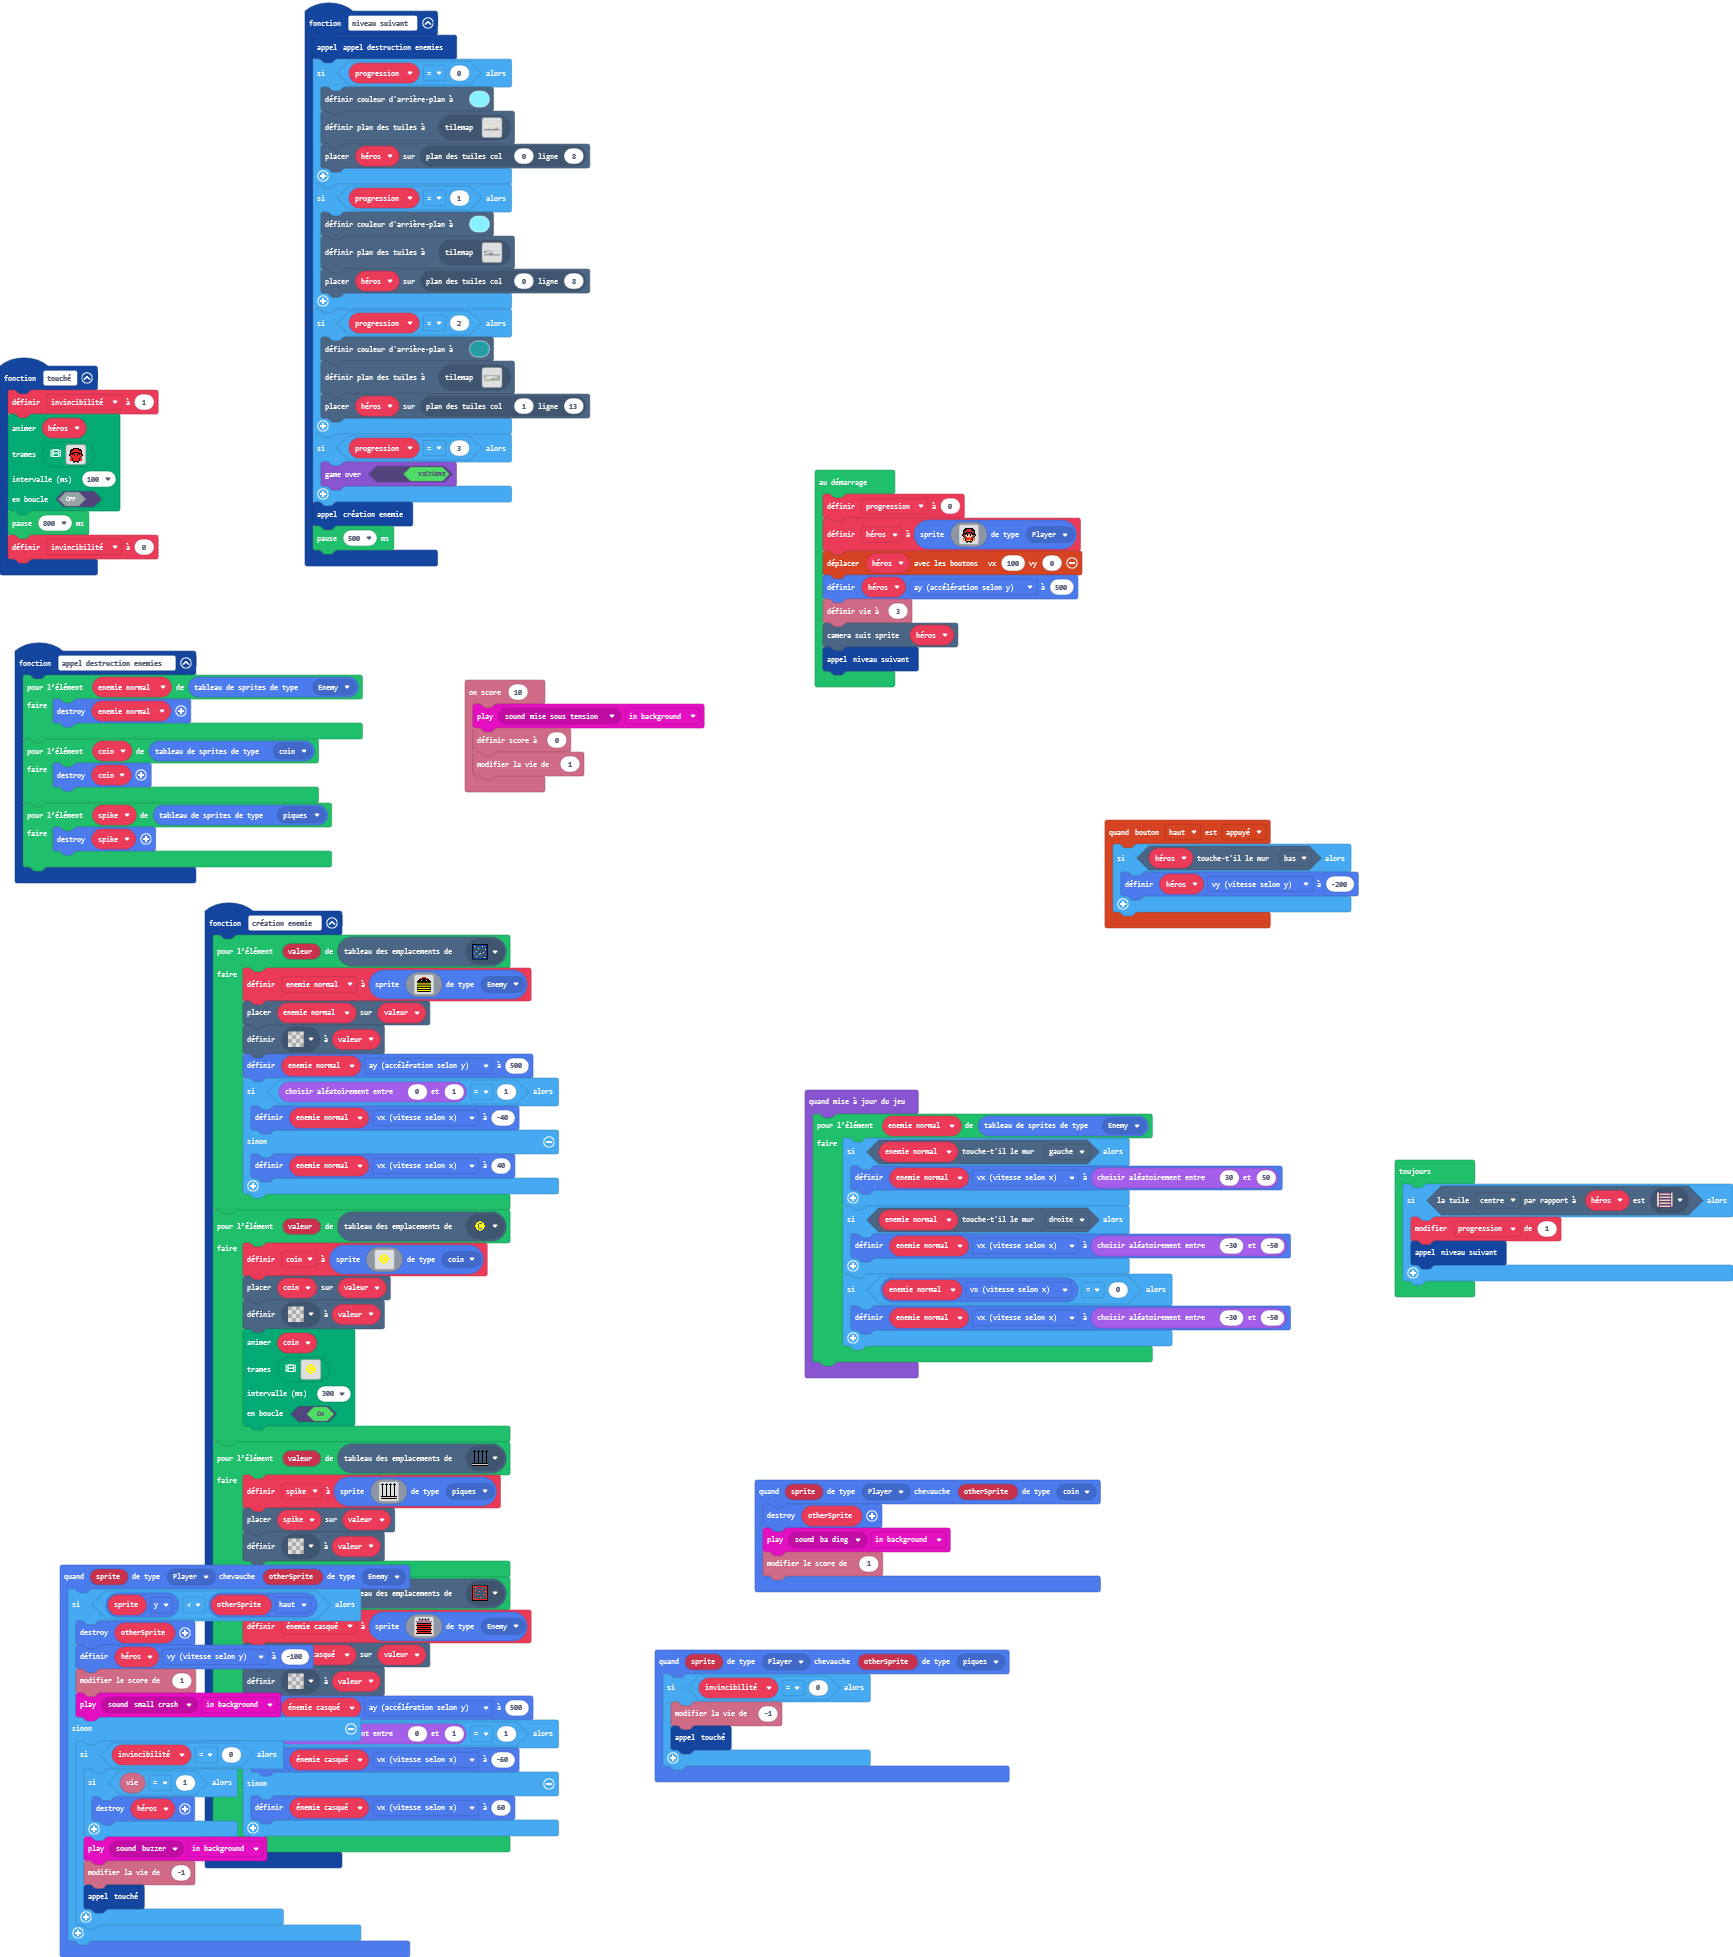 fonction niveau suivant
appel appel destruction enemies
si progression = 0 alors
définir couleur d'arrière-plan à
définir plan des tuiles à tilemap
placer héros sur plan des tuiles col 0 ligne 8
si progression = 1 alors
définir couleur d'arrière-plan à
définir plan des tuiles à tilemap
placer héros sur plan des tuiles col 0 ligne 8
si progression = 2 alors
définir couleur d'arrière-plan à
définir plan des tuiles à tilemap
placer héros sur plan des tuiles col 1 ligne 13
si progression = 3 alors
game over VICTOIRE
appel création enemie
pause 500 ms
fonction touché
définir invincibilité à 1
animer héros
trames
intervalle (ms) 100
en boucle OFF
pause 800 ms
définir invincibilité à 0
au démarrage
définir progression à 0
définir héros à sprite de type Player
déplacer héros avec les boutons vx 100 vy 0
définir héros ay (accélération selon y) à 500
définir vie à 3
camera suit sprite héros
appel niveau suivant
fonction appel destruction enemies
pour l'élément enemie normal de tableau de sprites de type Enemy
faire
destroy enemie normal
pour l'élément coin de tableau de sprites de type coin
faire
destroy coin
pour l'élément spike de tableau de sprites de type piques
faire
destroy spike
on score 10
play sound mise sous tension in background
définir score à 0
modifier la vie de 1
quand bouton haut est appuyé
si héros touche-t'il le mur bas alors
définir héros vy (vitesse selon y) à -200
fonction création enemie
pour l'élément valeur de tableau des emplacements de
faire
définir enemie normal à sprite de type Enemy
placer enemie normal sur valeur
définir à valeur
définir enemie normal ay (accélération selon y) à 500
si choisir aléatoirement entre 0 et 1 = 1 alors
définir enemie normal vx (vitesse selon x) à -40
sinon
définir enemie normal vx (vitesse selon x) à 40
pour l'élément valeur de tableau des emplacements de
faire
définir coin à sprite de type coin
placer coin sur valeur
définir à valeur
animer coin
trames
intervalle (ms) 300
en boucle ON
pour l'élément valeur de tableau des emplacements de
faire
définir spike à sprite de type piques
placer spike sur valeur
définir à valeur
eau des emplacements de
définir énemie casqué à sprite de type Enemy
casqué sur valeur
définir à valeur
énemie casqué ay (accélération selon y) à 500
nt entre 0 et 1 = 1 alors
énemie casqué vx (vitesse selon x) à -60
sinon
définir énemie casqué vx (vitesse selon x) à 60
quand mise à jour du jeu
pour l'élément enemie normal de tableau de sprites de type Enemy
faire
si enemie normal touche-t'il le mur gauche alors
définir enemie normal vx (vitesse selon x) à choisir aléatoirement entre 30 et 50
si enemie normal touche-t'il le mur droite alors
définir enemie normal vx (vitesse selon x) à choisir aléatoirement entre -30 et -50
si enemie normal vx (vitesse selon x) = 0 alors
définir enemie normal vx (vitesse selon x) à choisir aléatoirement entre -30 et -50
toujours
si la tuile centre par rapport à héros est alors
modifier progression de 1
appel niveau suivant
quand sprite de type Player chevauche otherSprite de type coin
destroy otherSprite
play sound ba ding in background
modifier le score de 1
quand sprite de type Player chevauche otherSprite de type Enemy
si sprite y < otherSprite haut alors
destroy otherSprite
définir héros vy (vitesse selon y) à -100
modifier le score de 1
play sound small crash in background
sinon
si invincibilité = 0 alors
si vie = 1 alors
destroy héros
play sound buzzer in background
modifier la vie de -1
appel touché
quand sprite de type Player chevauche otherSprite de type piques
si invincibilité = 0 alors
modifier la vie de -1
appel touché